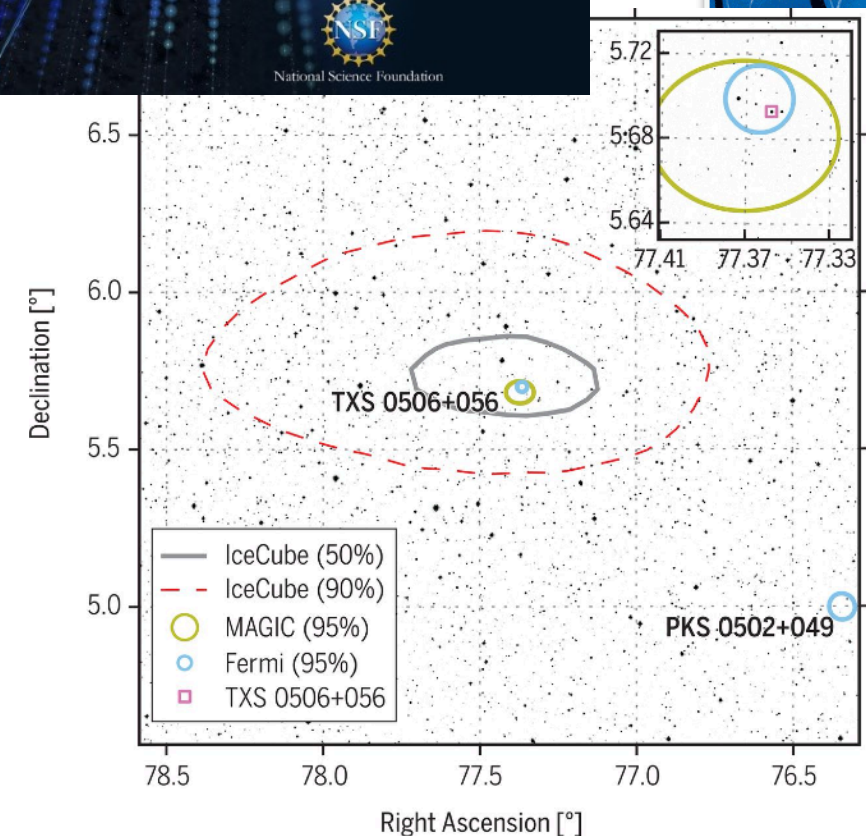 NSF
National Science Foundation
5.72
5.68
5.64
77.41 77.37 77.33
6.5
6.0
5.5
5.0
Declination [°]
TXS 0506+056
PKS 0502+049
IceCube (50%)
IceCube (90%)
MAGIC (95%)
Fermi (95%)
TXS 0506+056
78.5 78.0 77.5 77.0 76.5
Right Ascension [°]